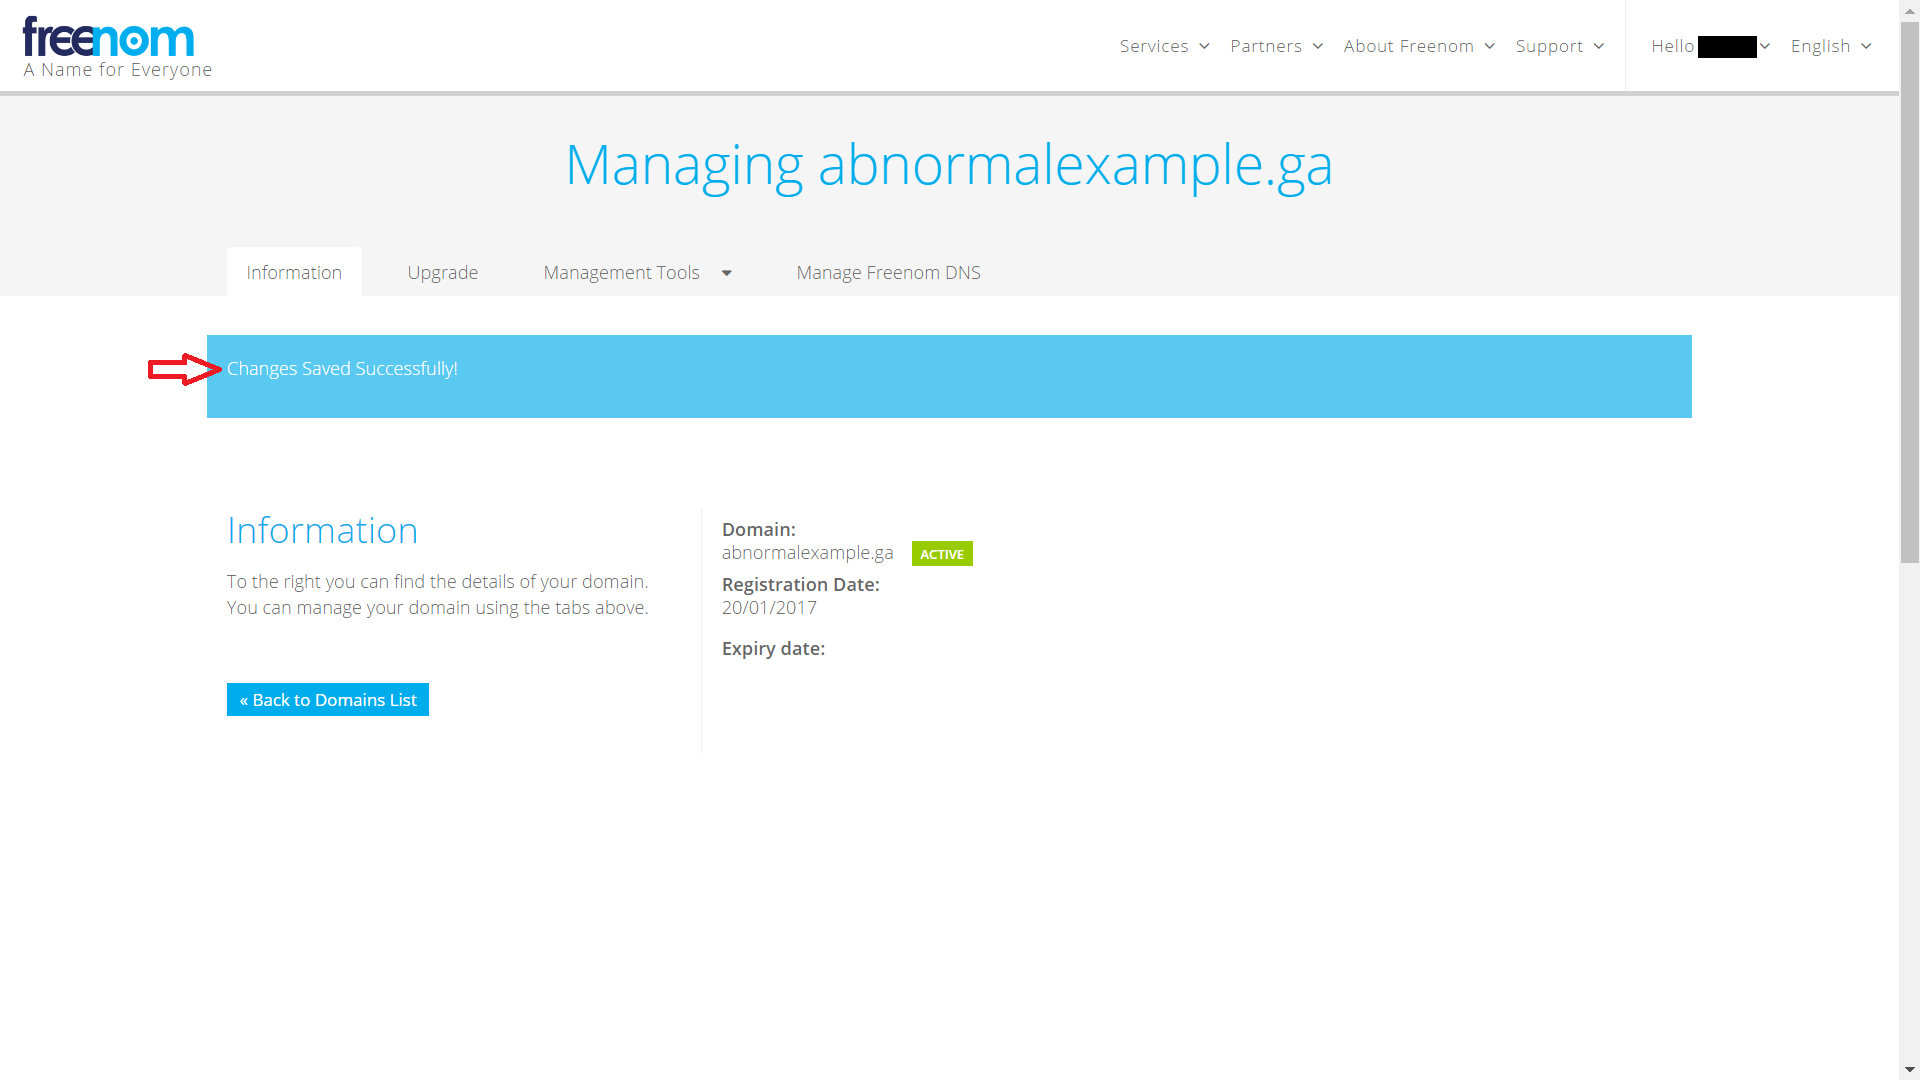 freenom
A Name for Everyone
Services
Partners
About Freenom
Support
Hello
English
Managing abnormalexample.ga
Information
Upgrade
Management Tools
Manage Freenom DNS
Changes Saved Successfully!
Information
To the right you can find the details of your domain.
You can manage your domain using the tabs above.
« Back to Domains List
Domain:
abnormalexample.ga ACTIVE
Registration Date:
20/01/2017
Expiry date: